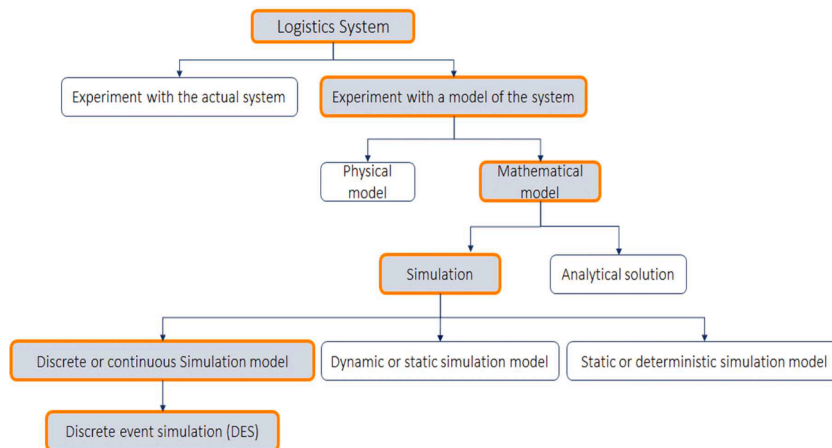 Logistics System
Experiment with the actual system
Experiment with a model of the system
Physical
model
Mathematical
model
Simulation
Analytical solution
Discrete or continuous Simulation model
Dynamic or static simulation model
Static or deterministic simulation model
Discrete event simulation (DES)